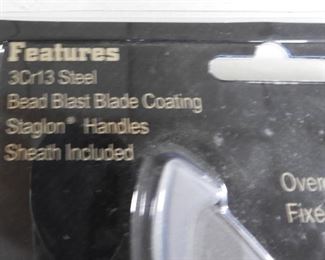 Features
3Cr13 Steel
Bead Blast Blade Coating
Staglon® Handles
Sheath Included
Over
Fixe